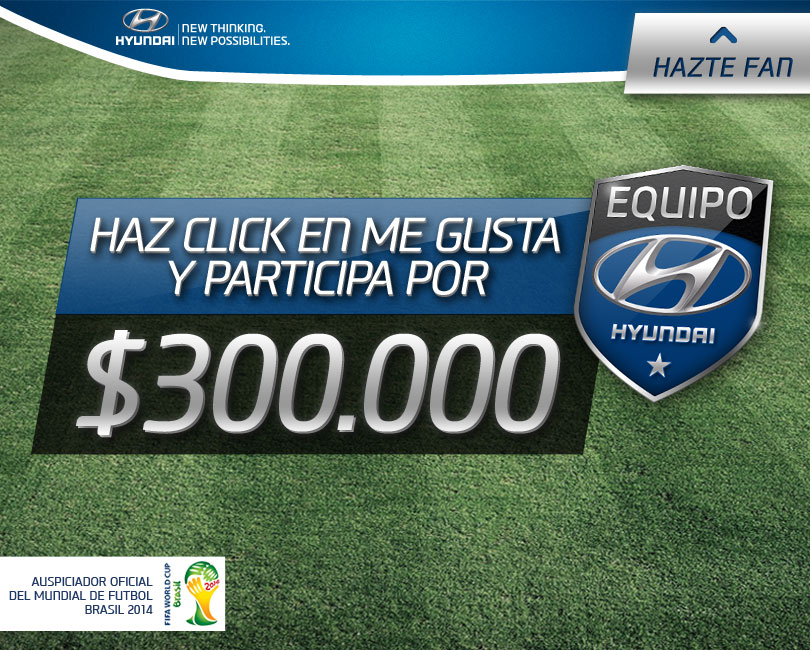 HYUNDAI
NEW THINKING.
NEW POSSIBILITIES.
HAZTE FAN
HAZ CLICK EN ME GUSTA
Y PARTICIPA POR
$300.000
EQUIPO
HYUNDAI
AUSPICIADOR OFICIAL
DEL MUNDIAL DE FUTBOL
BRASIL 2014
FIFA WORLD CUP
Brasil
2014